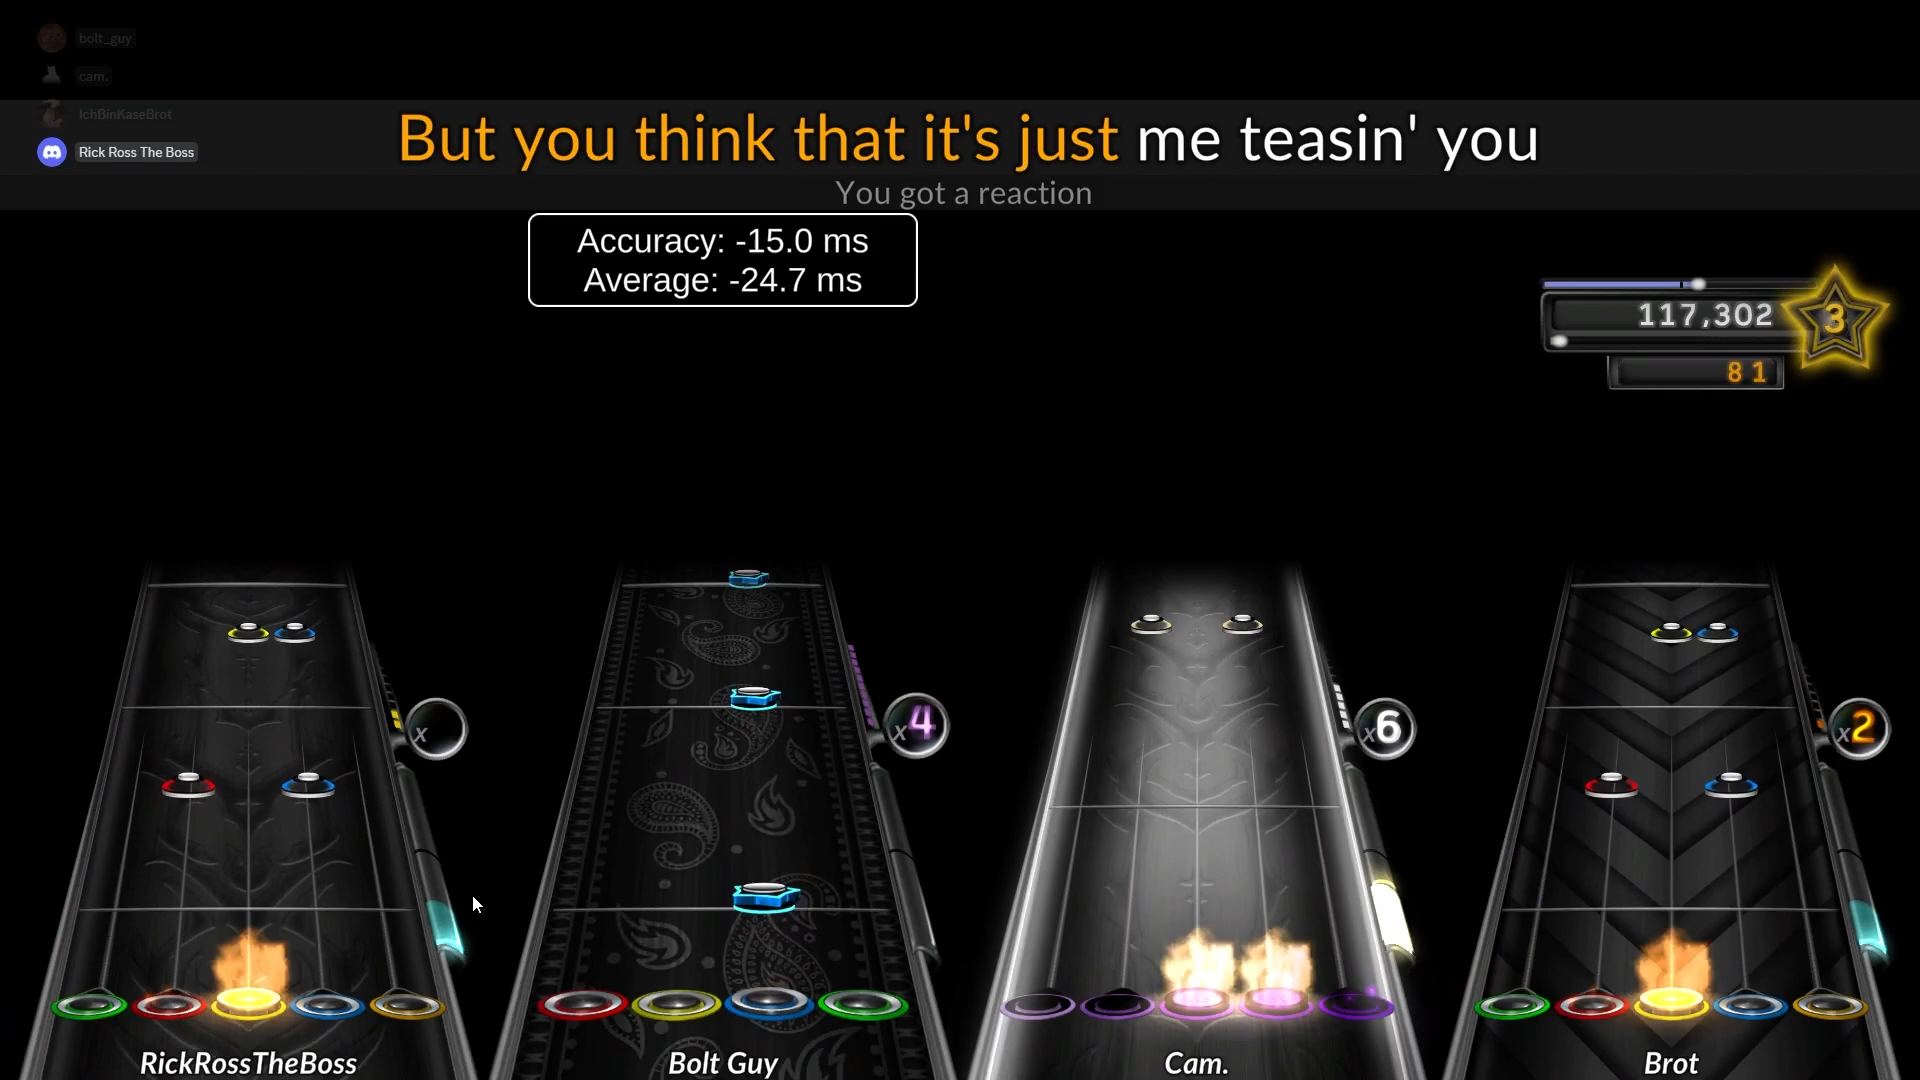 bolt_guy
cam.
IchBinKaseBrot
Rick Ross The Boss
But you think that it's just me teasin' you
You got a reaction
Accuracy: -15.0 ms
Average: -24.7 ms
117,302
3
81
x
x4
x6
x2
RickRossTheBoss
Bolt Guy
Cam.
Brot